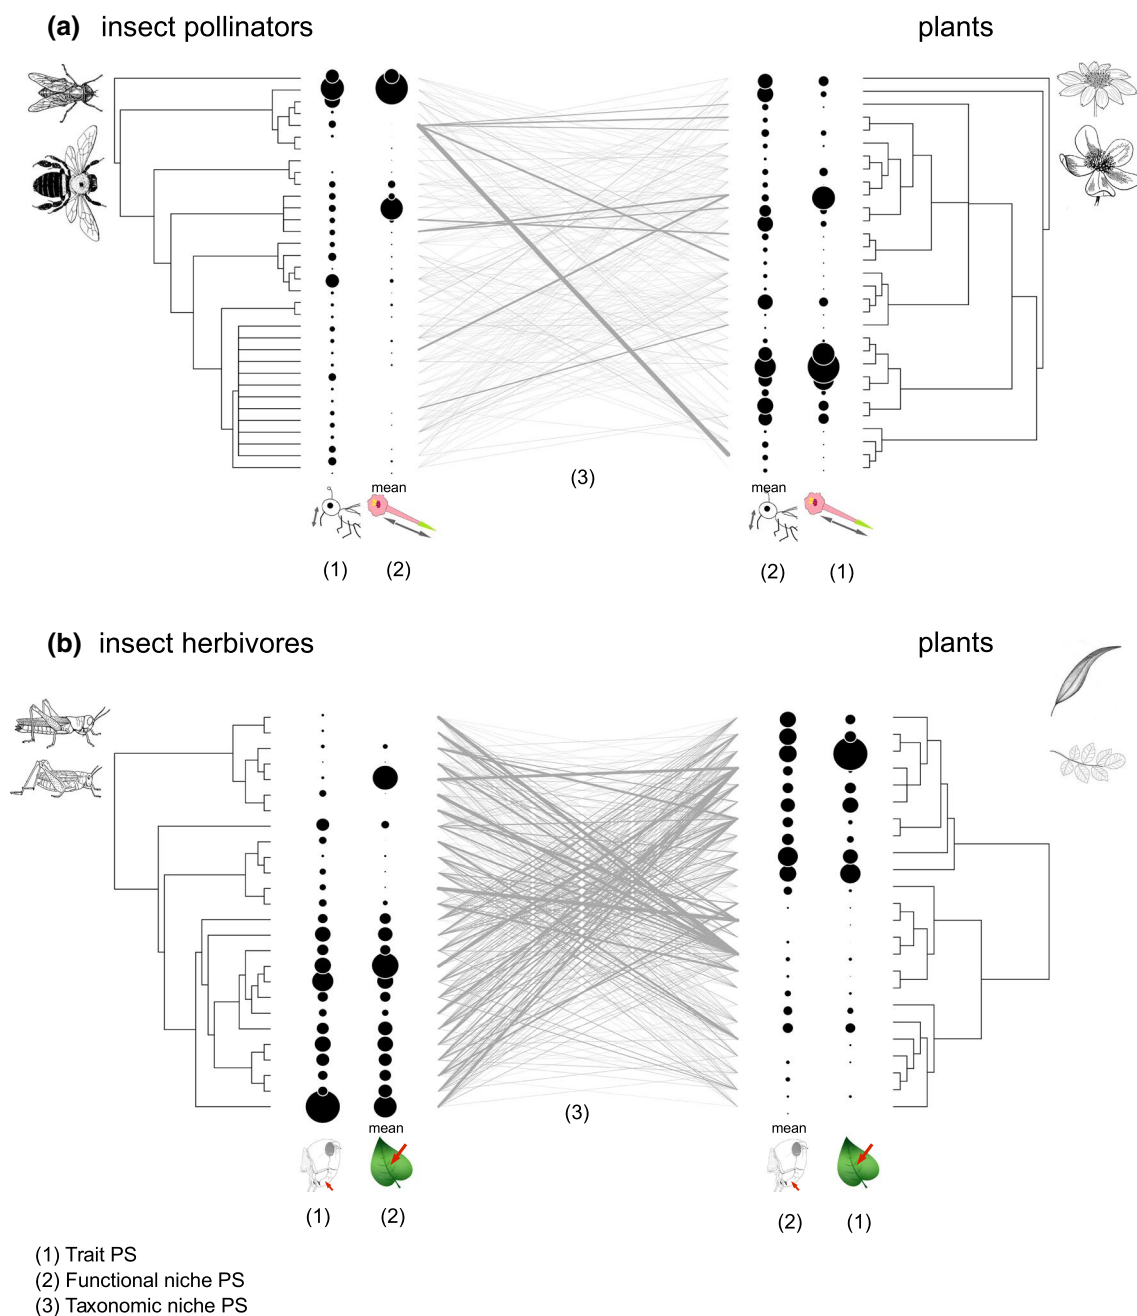 (a) insect pollinators plants
(3)
mean mean
(1) (2) (2) (1)
(b) insect herbivores plants
(3)
mean mean
(1) (2) (2) (1)
(1) Trait PS
(2) Functional niche PS
(3) Taxonomic niche PS